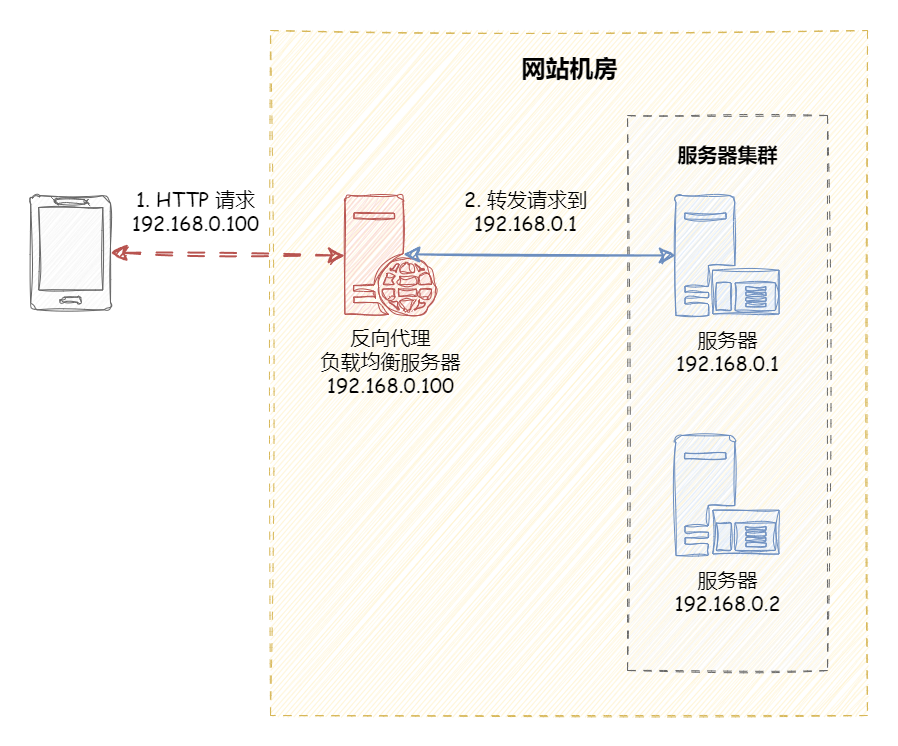 网站机房
服务器集群
1. HTTP 请求
192.168.0.100
2. 转发请求到
192.168.0.1
反向代理
负载均衡服务器
192.168.0.100
服务器
192.168.0.1
服务器
192.168.0.2